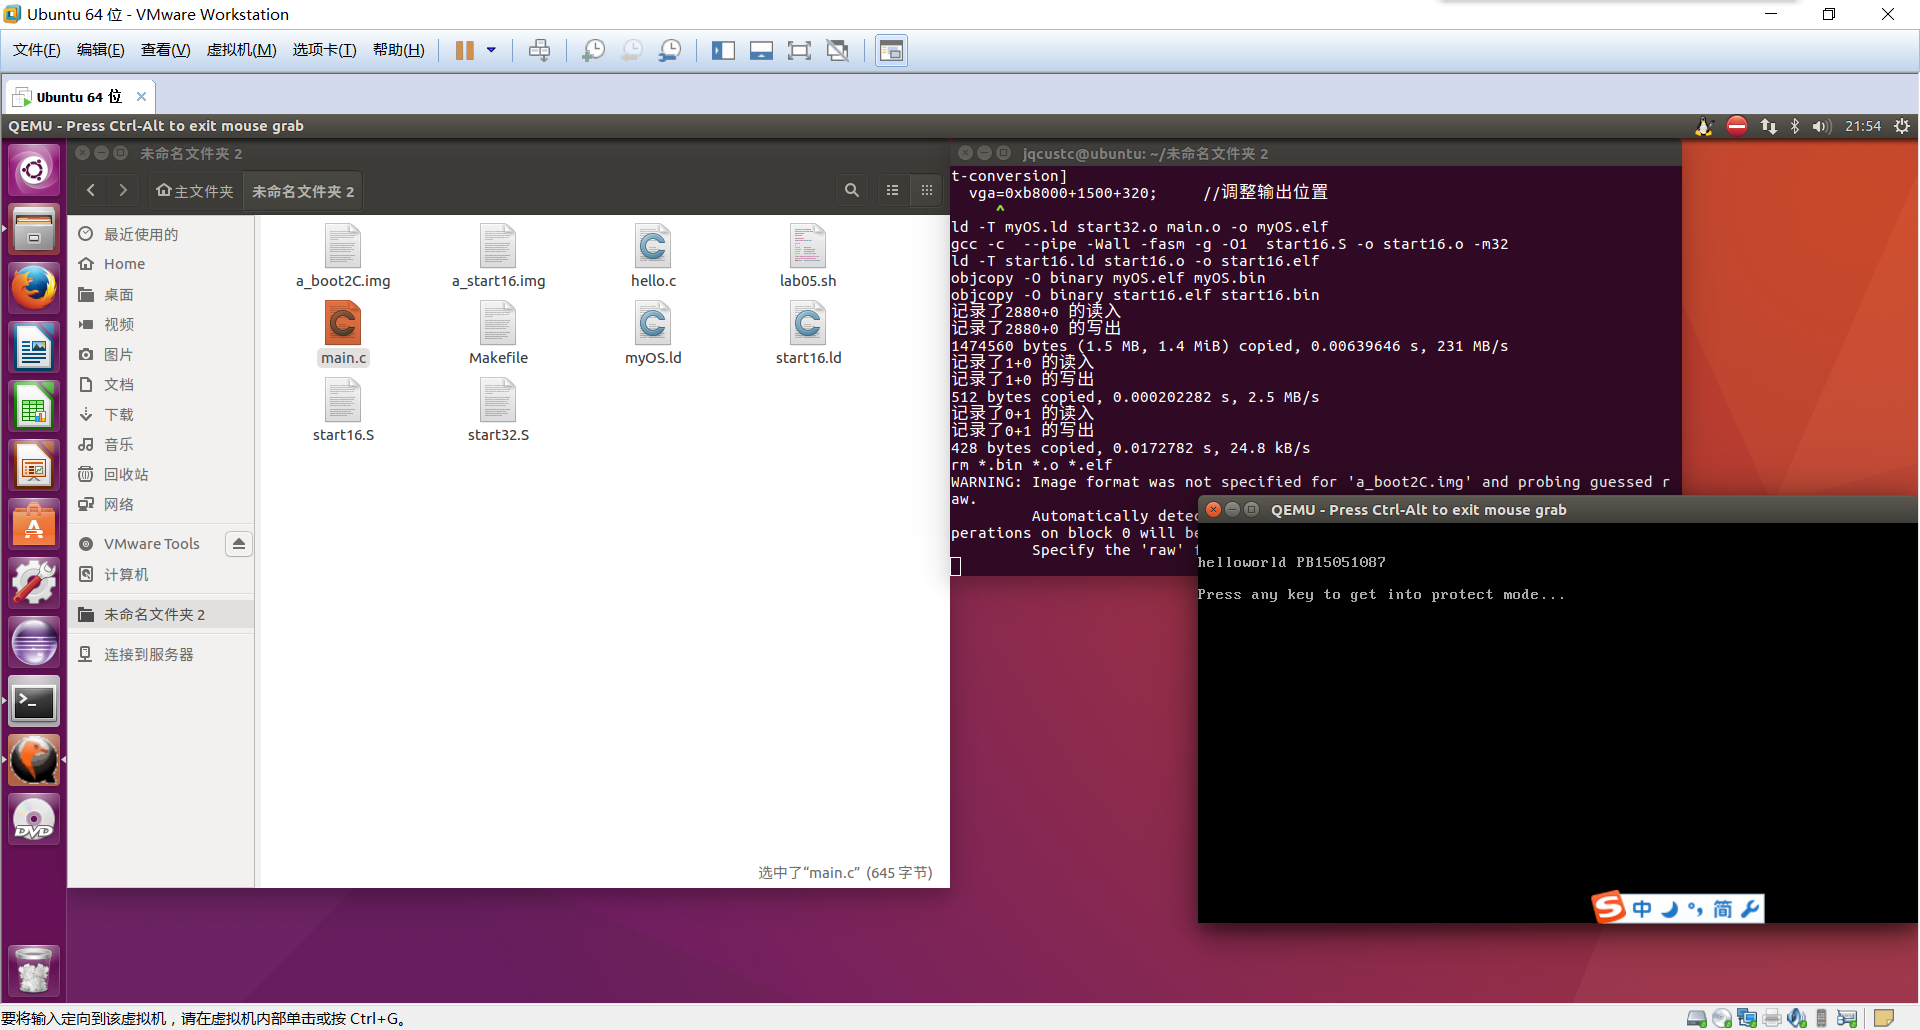 Ubuntu 64 位 - VMware Workstation
文件(F) 编辑(E) 查看(V) 虚拟机(M) 选项卡(T) 帮助(H)
Ubuntu 64 位
QEMU - Press Ctrl-Alt to exit mouse grab
21:54
未命名文件夹 2
主文件夹 未命名文件夹 2
最近使用的
Home
桌面
视频
图片
文档
下载
音乐
回收站
网络
VMware Tools
计算机
未命名文件夹 2
连接到服务器
a_boot2C.img a_start16.img hello.c lab05.sh
main.c Makefile myOS.ld start16.ld
start16.S start32.S
选中了“main.c” (645 字节)
jqcustc@ubuntu: ~/未命名文件夹 2
t-conversion]
vga=0xb8000+1500+320; //调整输出位置
^
ld -T myOS.ld start32.o main.o -o myOS.elf
gcc -c --pipe -Wall -fasm -g -O1 start16.S -o start16.o -m32
ld -T start16.ld start16.o -o start16.elf
objcopy -O binary myOS.elf myOS.bin
objcopy -O binary start16.elf start16.bin
记录了2880+0 的读入
记录了2880+0 的写出
1474560 bytes (1.5 MB, 1.4 MiB) copied, 0.00639646 s, 231 MB/s
记录了1+0 的读入
记录了1+0 的写出
512 bytes copied, 0.000202282 s, 2.5 MB/s
记录了0+1 的读入
记录了0+1 的写出
428 bytes copied, 0.0172782 s, 24.8 kB/s
rm *.bin *.o *.elf
WARNING: Image format was not specified for 'a_boot2C.img' and probing guessed r
aw.
Automatically detec
perations on block 0 will be
Specify the 'raw'
QEMU - Press Ctrl-Alt to exit mouse grab
helloworld PB15051087
Press any key to get into protect mode...
DVD
S 中 简
要将输入定向到该虚拟机，请在虚拟机内部单击或按 Ctrl+G。